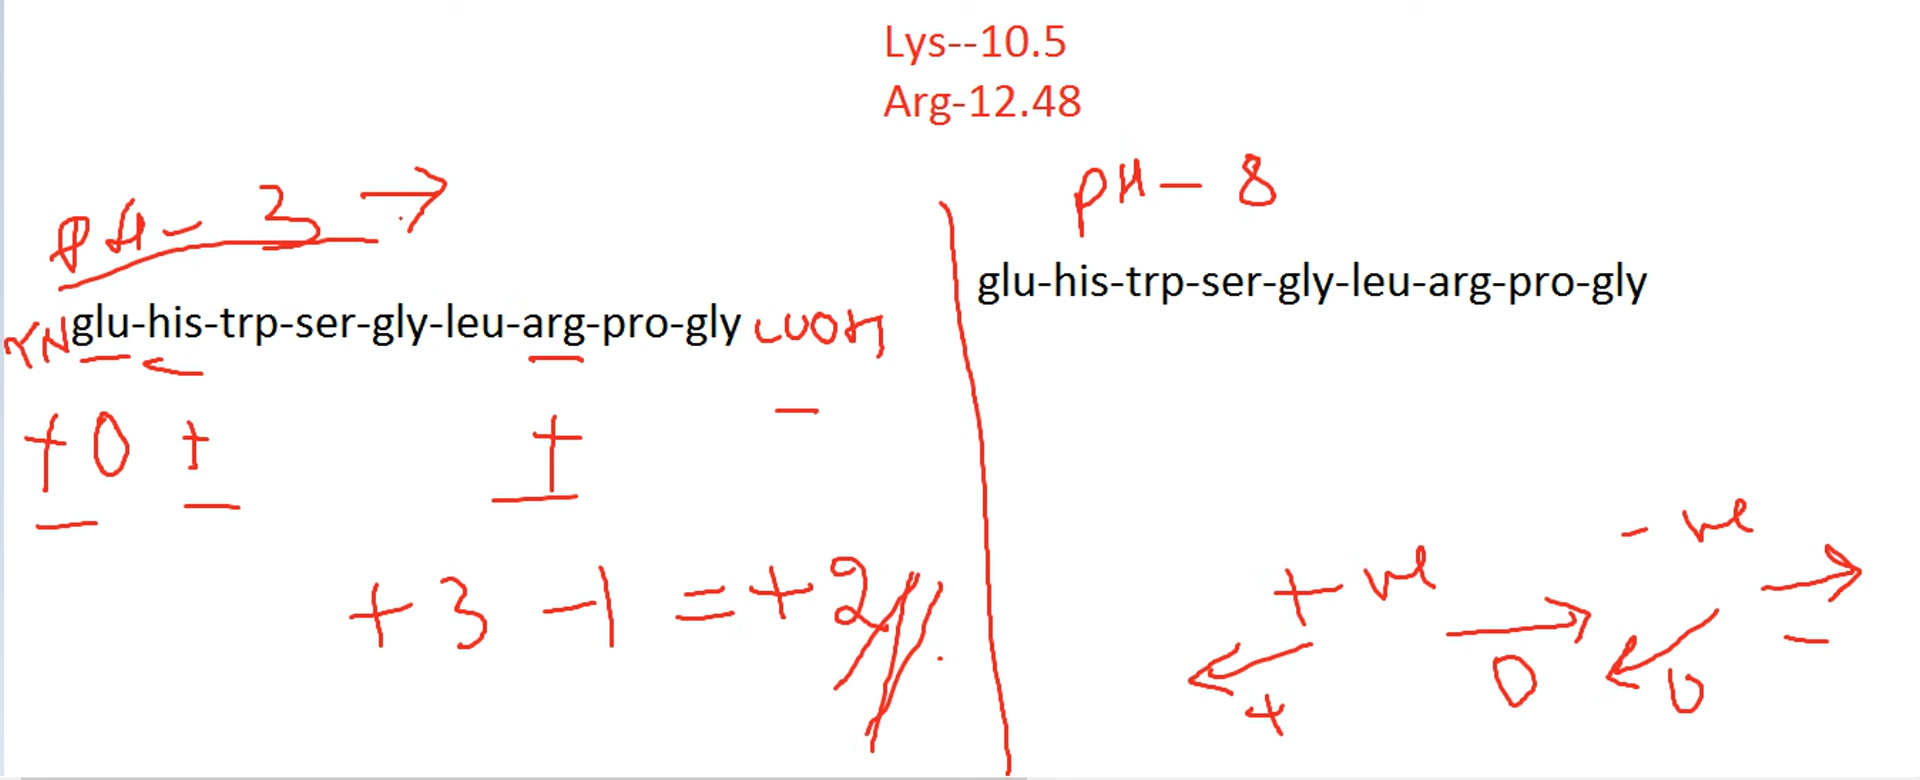 Lys--10.5
Arg-12.48
pH - 3 →
glu-his-trp-ser-gly-leu-arg-pro-gly COOH
+ 0 + + -
+ 3 - 1 = + 2
pH - 8
glu-his-trp-ser-gly-leu-arg-pro-gly
- ve
+ ve
+ 0 0 -